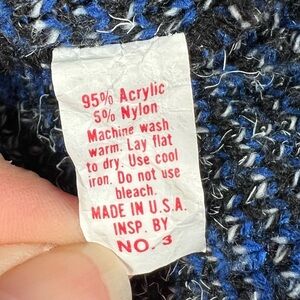 95% Acrylic
5% Nylon
Machine wash
warm. Lay flat
to dry. Use cool
iron. Do not use
bleach.
MADE IN U.S.A.
INSP. BY
NO. 3